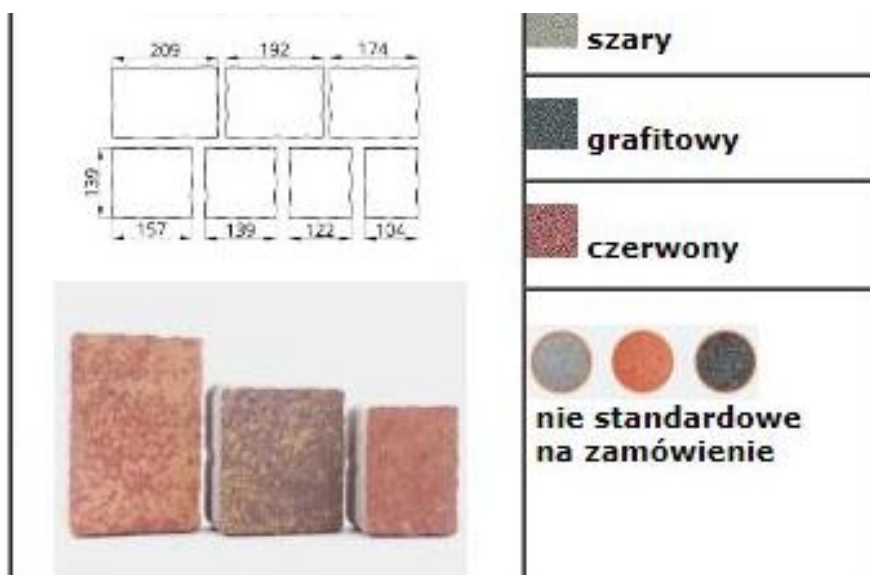 209 192 174
139
157 139 122 104
szary
grafitowy
czerwony
nie standardowe
na zamówienie